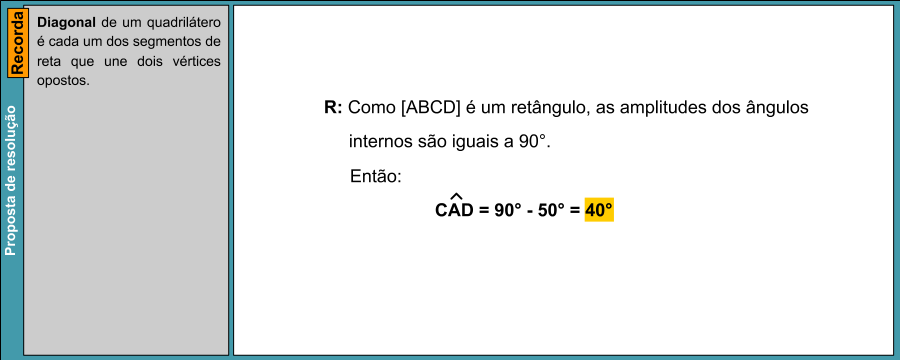 Recorda
Diagonal de um quadrilátero
é cada um dos segmentos de
reta que une dois vértices
opostos.
Proposta de resolução
R: Como [ABCD] é um retângulo, as amplitudes dos ângulos
internos são iguais a 90°.
Então:
CÂD = 90° - 50° = 40°